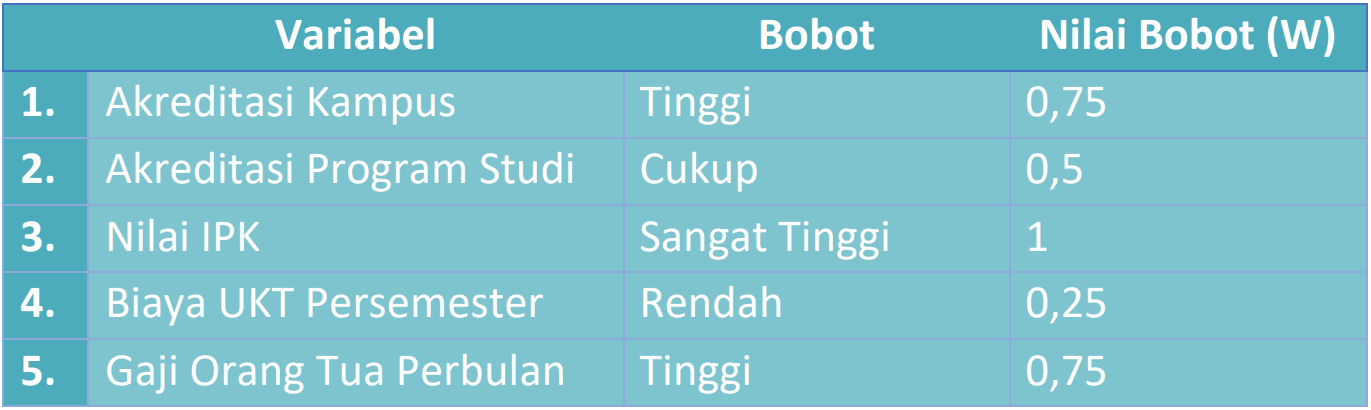 Variabel Bobot Nilai Bobot (W)
1. Akreditasi Kampus Tinggi 0,75
2. Akreditasi Program Studi Cukup 0,5
3. Nilai IPK Sangat Tinggi 1
4. Biaya UKT Persemester Rendah 0,25
5. Gaji Orang Tua Perbulan Tinggi 0,75